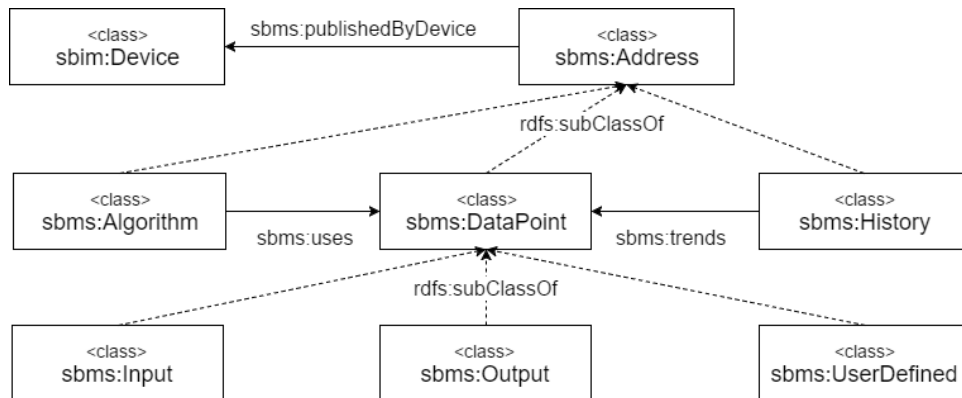 <class>
sbim:Device
sbms:publishedByDevice
<class>
sbms:Address
rdfs:subClassOf
<class>
sbms:Algorithm
sbms:uses
<class>
sbms:DataPoint
sbms:trends
<class>
sbms:History
rdfs:subClassOf
<class>
sbms:Input
<class>
sbms:Output
<class>
sbms:UserDefined